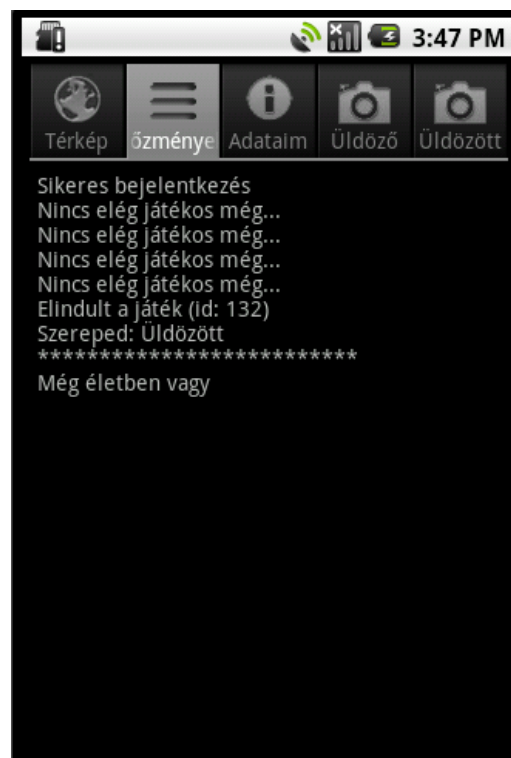 3:47 PM
Térkép őzménye Adataim Üldöző Üldözött
Sikeres bejelentkezés
Nincs elég játékos még...
Nincs elég játékos még...
Nincs elég játékos még...
Nincs elég játékos még...
Elindult a játék (id: 132)
Szereped: Üldözött
**************************
Még életben vagy